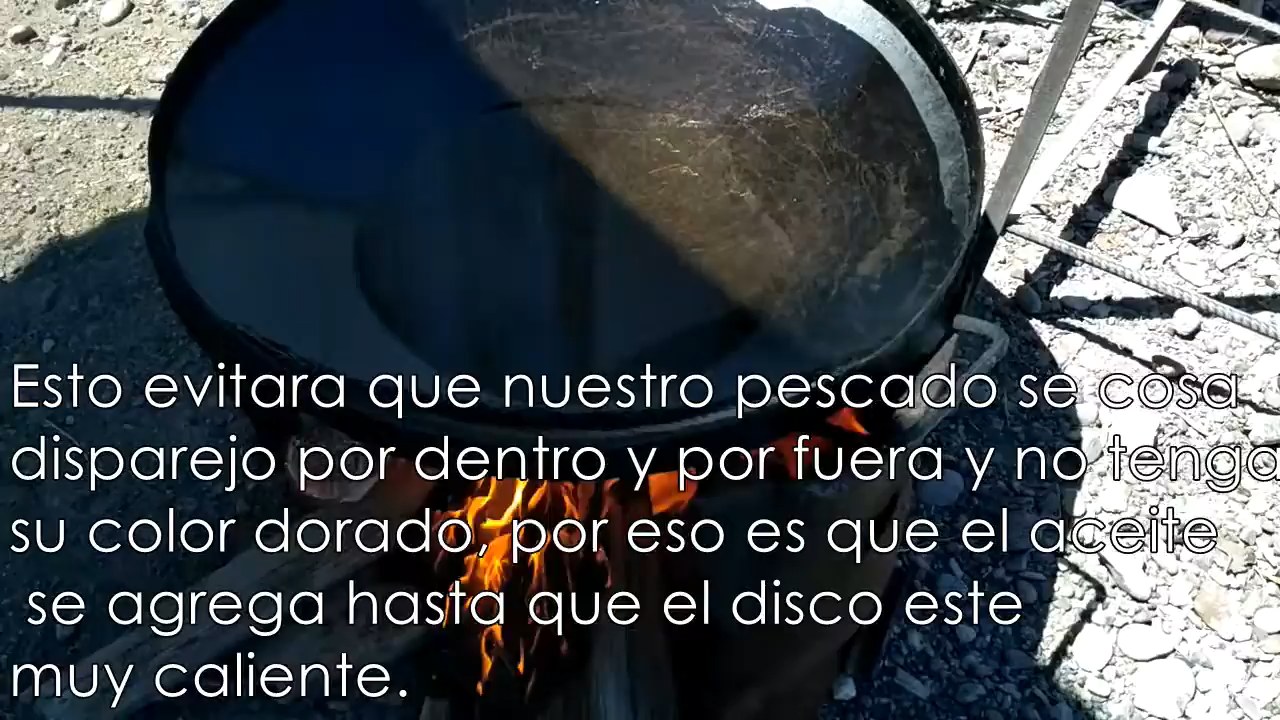 Esto evitara que nuestro pescado se cosa
disparejo por dentro y por fuera y no tenga
su color dorado, por eso es que el aceite
se agrega hasta que el disco este
muy caliente.